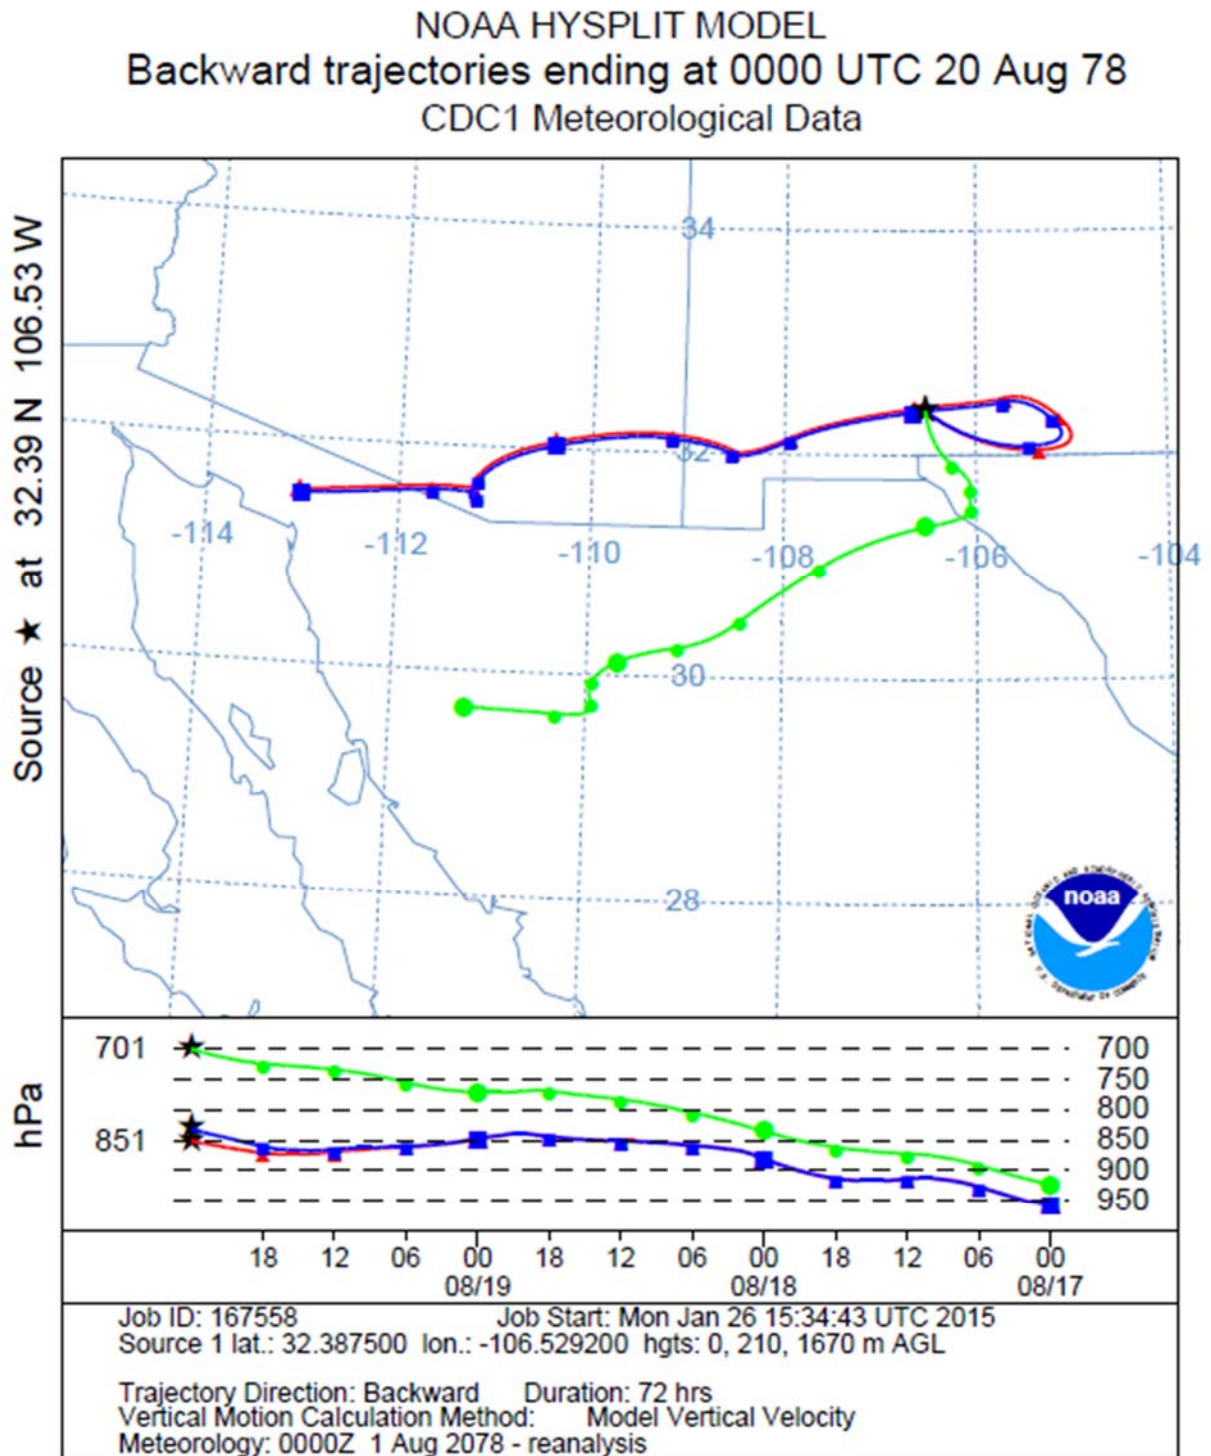 NOAA HYSPLIT MODEL
Backward trajectories ending at 0000 UTC 20 Aug 78
CDC1 Meteorological Data
Source ★ at 32.39 N 106.53 W
34
32
-114
-112
-110
-108
-106
-104
30
28
noaa
hPa
701
851
700
750
800
850
900
950
18 12 06 00 18 12 06 00 18 12 06 00
08/19 08/18 08/17
Job ID: 167558 Job Start: Mon Jan 26 15:34:43 UTC 2015
Source 1 lat.: 32.387500 lon.: -106.529200 hgts: 0, 210, 1670 m AGL
Trajectory Direction: Backward Duration: 72 hrs
Vertical Motion Calculation Method: Model Vertical Velocity
Meteorology: 0000Z 1 Aug 2078 - reanalysis